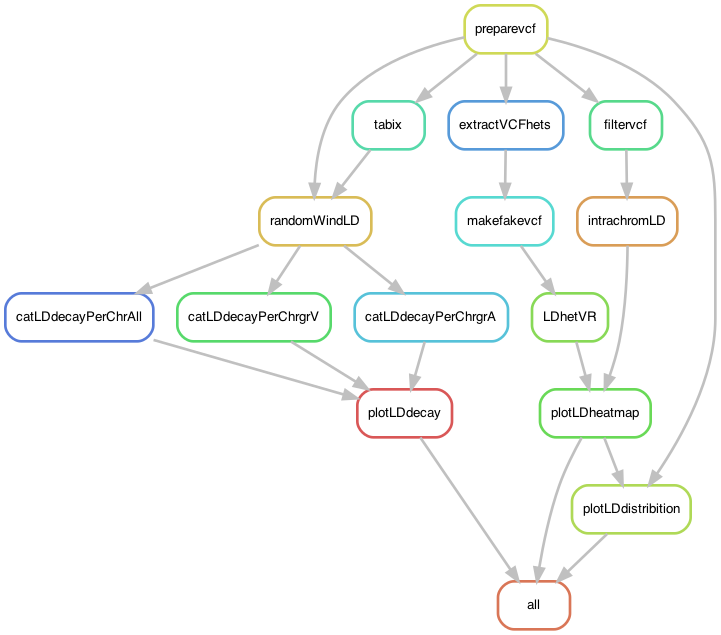 preparevcf
tabix
extractVCFhets
filtervcf
randomWindLD
makefakevcf
intrachromLD
catLDdecayPerChrAll
catLDdecayPerChrgrV
catLDdecayPerChrgrA
LDhetVR
plotLDdecay
plotLDheatmap
plotLDdistribition
all